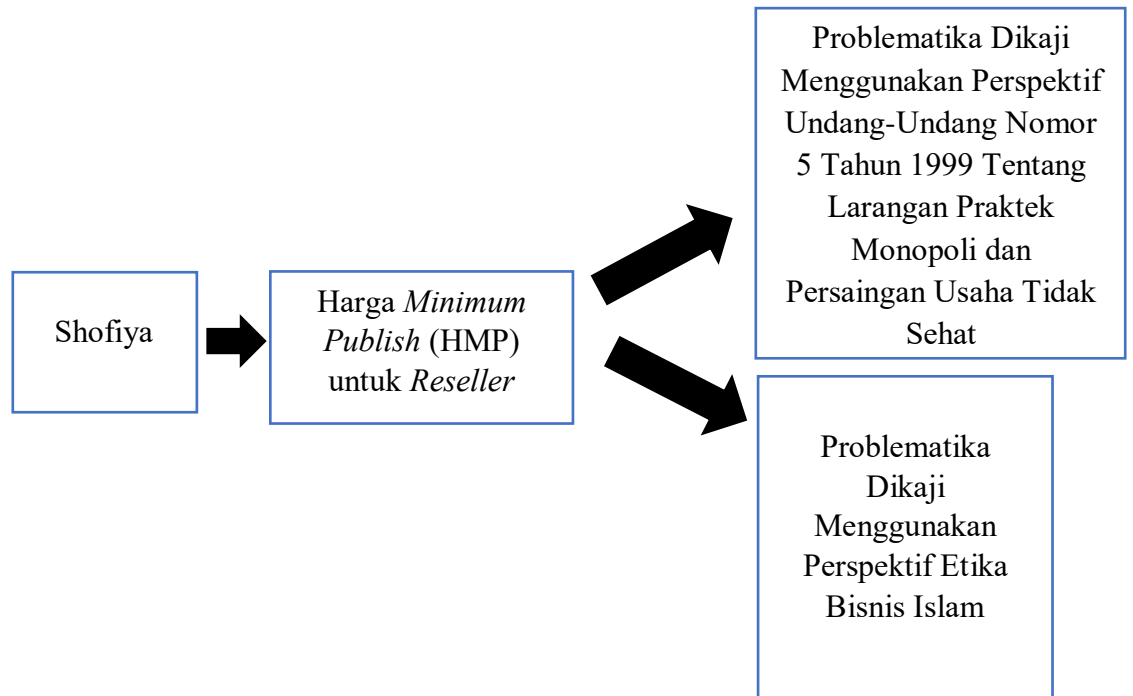 Shofiya
Harga Minimum
Publish (HMP)
untuk Reseller
Problematika Dikaji
Menggunakan Perspektif
Undang-Undang Nomor
5 Tahun 1999 Tentang
Larangan Praktek
Monopoli dan
Persaingan Usaha Tidak
Sehat
Problematika
Dikaji
Menggunakan
Perspektif Etika
Bisnis Islam